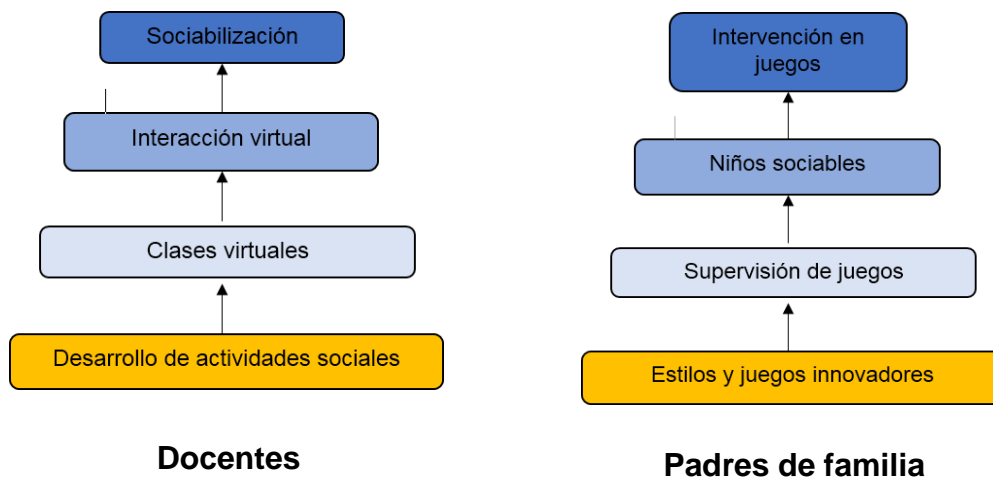 Sociabilización
Interacción virtual
Clases virtuales
Desarrollo de actividades sociales
Docentes
Intervención en
juegos
Niños sociables
Supervisión de juegos
Estilos y juegos innovadores
Padres de familia